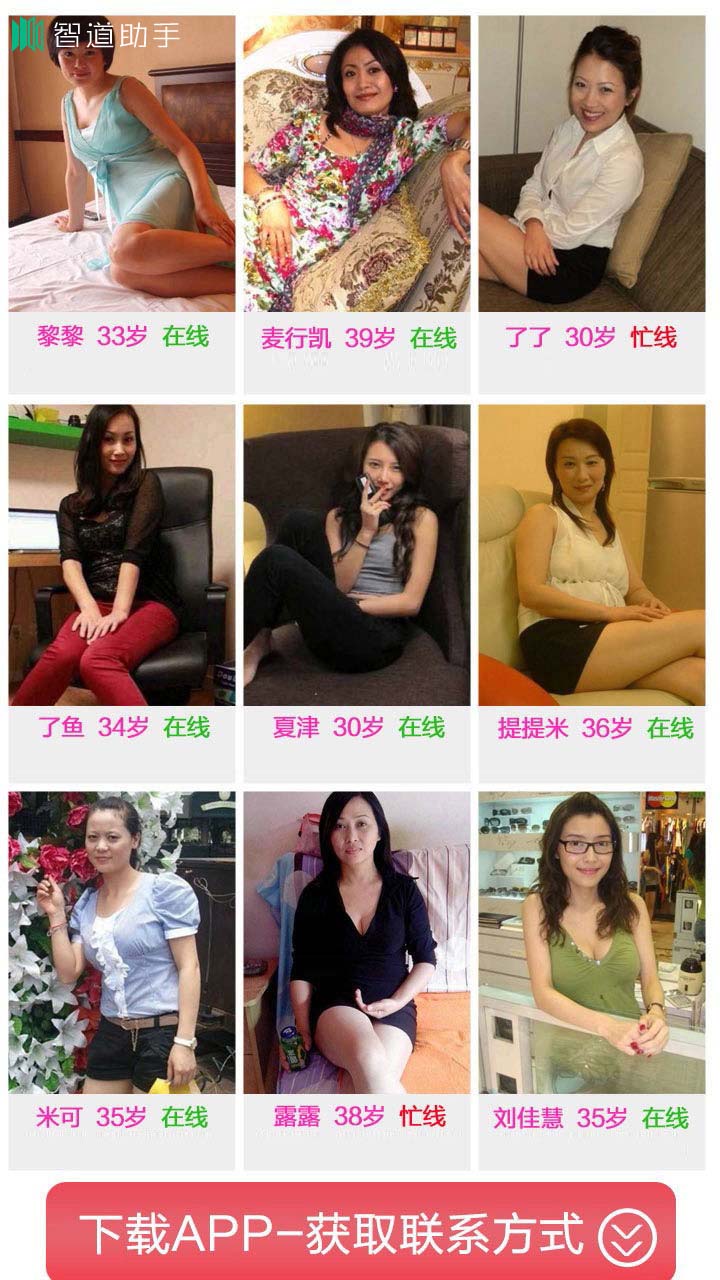 智道助手
黎黎 33岁 在线
麦行凯 39岁 在线
了了 30岁 忙线
了鱼 34岁 在线
夏津 30岁 在线
提提米 36岁 在线
米可 35岁 在线
露露 38岁 忙线
刘佳慧 35岁 在线
下载APP-获取联系方式